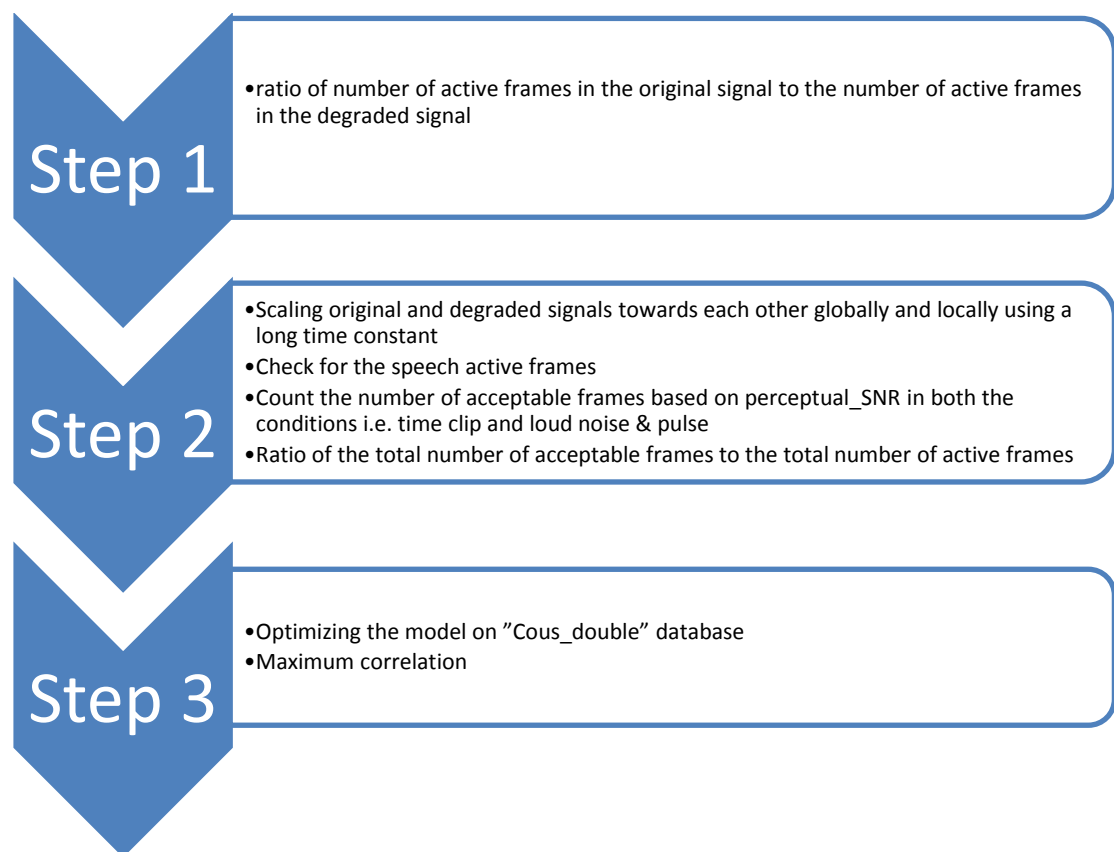 Step 1
•ratio of number of active frames in the original signal to the number of active frames
in the degraded signal
Step 2
•Scaling original and degraded signals towards each other globally and locally using a
long time constant
•Check for the speech active frames
•Count the number of acceptable frames based on perceptual_SNR in both the
conditions i.e. time clip and loud noise & pulse
•Ratio of the total number of acceptable frames to the total number of active frames
Step 3
•Optimizing the model on ”Cous_double” database
•Maximum correlation